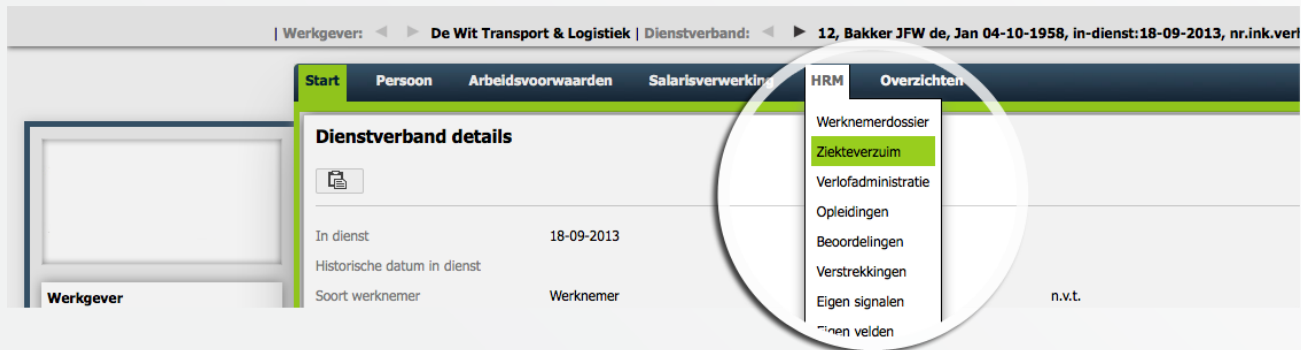 | Werkgever: De Wit Transport & Logistiek | Dienstverband: 12, Bakker JFW de, Jan 04-10-1958, in-dienst:18-09-2013, nr.ink.verh
Start Persoon Arbeidsvoorwaarden Salarisverwerking HRM Overzichten
Werknemerdossier
Dienstverband details
Ziekteverzuim
Verlofadministratie
Opleidingen
In dienst 18-09-2013
Beoordelingen
Historische datum in dienst
Verstrekkingen
Werkgever
Soort werknemer Werknemer n.v.t.
Eigen signalen
Eigen velden